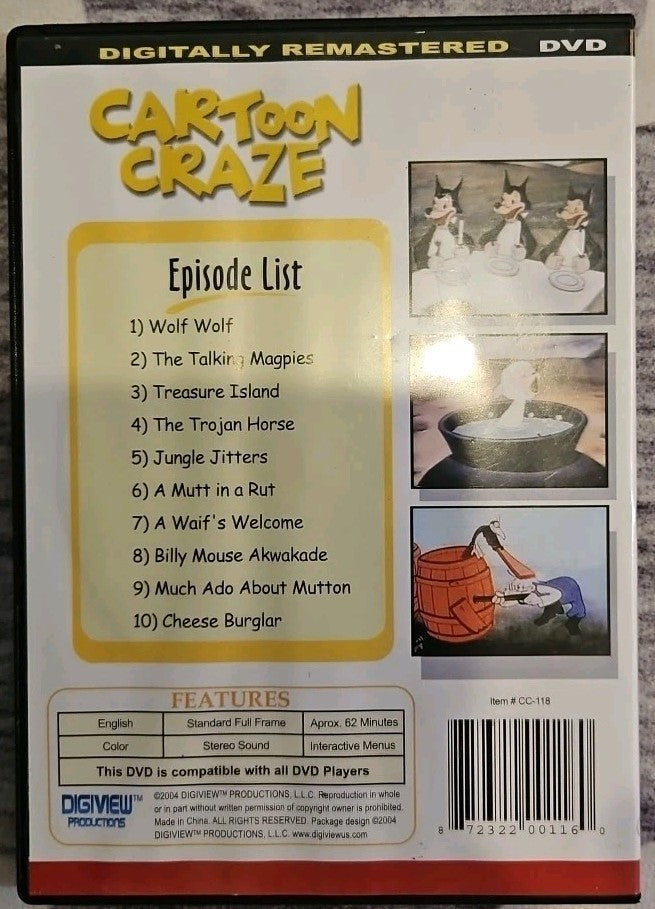 DIGITALLY REMASTERED DVD
CARTOON
CRAZE
Episode List
1) Wolf Wolf
2) The Talking Magpies
3) Treasure Island
4) The Trojan Horse
5) Jungle Jitters
6) A Mutt in a Rut
7) A Waif's Welcome
8) Billy Mouse Akwakade
9) Much Ado About Mutton
10) Cheese Burglar
FEATURES
English Standard Full Frame Aprox. 62 Minutes
Color Stereo Sound Interactive Menus
This DVD is compatible with all DVD Players
DIGIVIEW™
PRODUCTIONS
©2004 DIGIVIEW™ PRODUCTIONS, L.L.C. Reproduction in whole
or in part without written permission of copyright owner is prohibited.
Made in China. ALL RIGHTS RESERVED. Package design ©2004
DIGIVIEW™ PRODUCTIONS, L.L.C. www.digiviewus.com
Item # CC-118
8 72322 00116 0